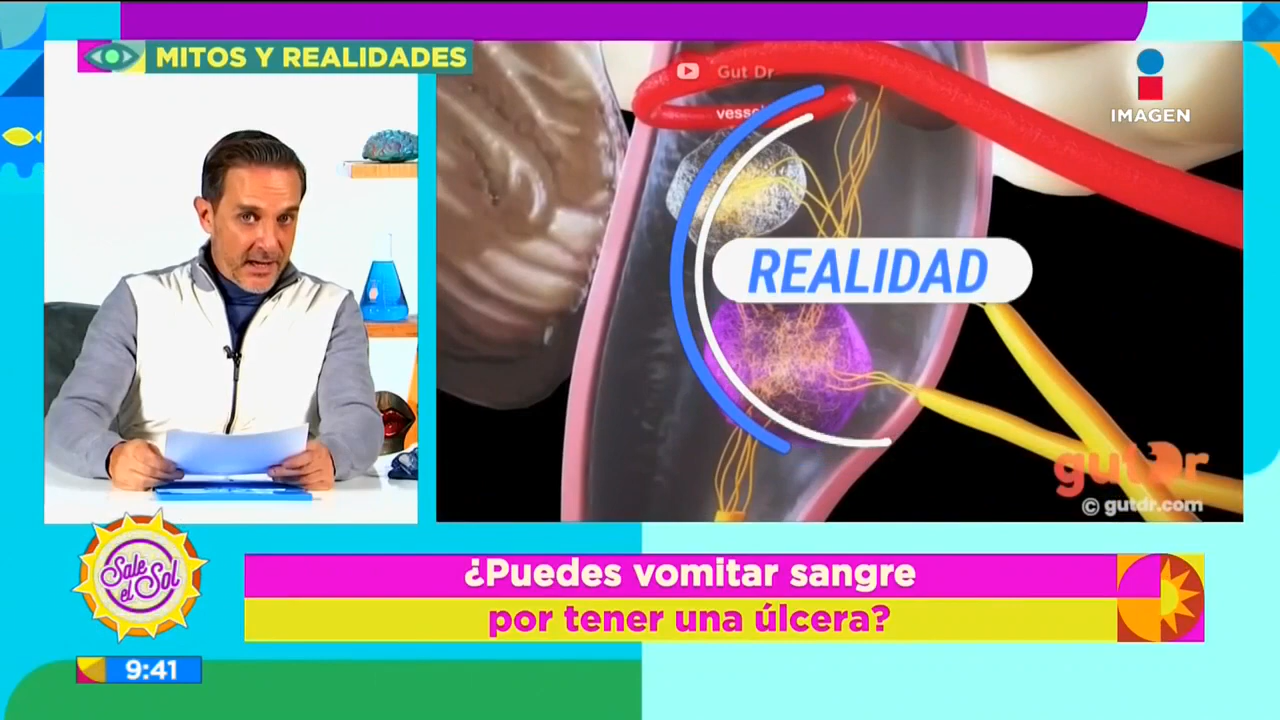 MITOS Y REALIDADES
Gut Dr
IMAGEN
REALIDAD
gutdr
© gutdr.com
Sale
el
Sol
¿Puedes vomitar sangre
por tener una úlcera?
9:41